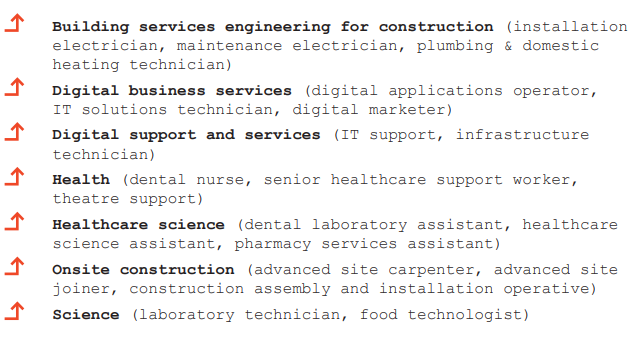 Building services engineering for construction (installation
electrician, maintenance electrician, plumbing & domestic
heating technician)
Digital business services (digital applications operator,
IT solutions technician, digital marketer)
Digital support and services (IT support, infrastructure
technician)
Health (dental nurse, senior healthcare support worker,
theatre support)
Healthcare science (dental laboratory assistant, healthcare
science assistant, pharmacy services assistant)
Onsite construction (advanced site carpenter, advanced site
joiner, construction assembly and installation operative)
Science (laboratory technician, food technologist)